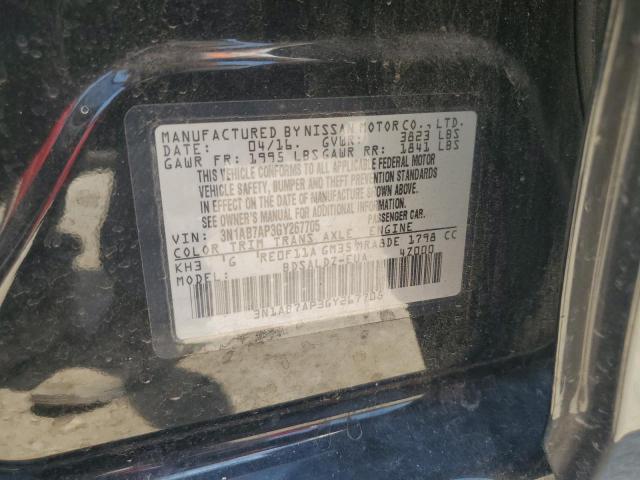 MANUFACTURED BY NISSAN MOTOR CO., LTD.
DATE: 04/16. GVWR: 3823 LBS
GAWR FR: 1995 LBS GAWR RR: 1841 LBS
THIS VEHICLE CONFORMS TO ALL APPLICABLE FEDERAL MOTOR
VEHICLE SAFETY, BUMPER AND THEFT PREVENTION
STANDARDS IN EFFECT ON THE DATE OF MANUFACTURE SHOWN ABOVE.
SEE OWNER'S MANUAL FOR ADDITIONAL INFORMATION.
VIN: 3N1AB7AP3GY267705 PASSENGER CAR.
COLOR TRIM TRANS AXLE ENGINE
KH3 G RE0F11A GM35 MRA8DE 1798 CC
MODEL: BDSALDZ-EUA 4Z000
3N1AB7AP3GY267705